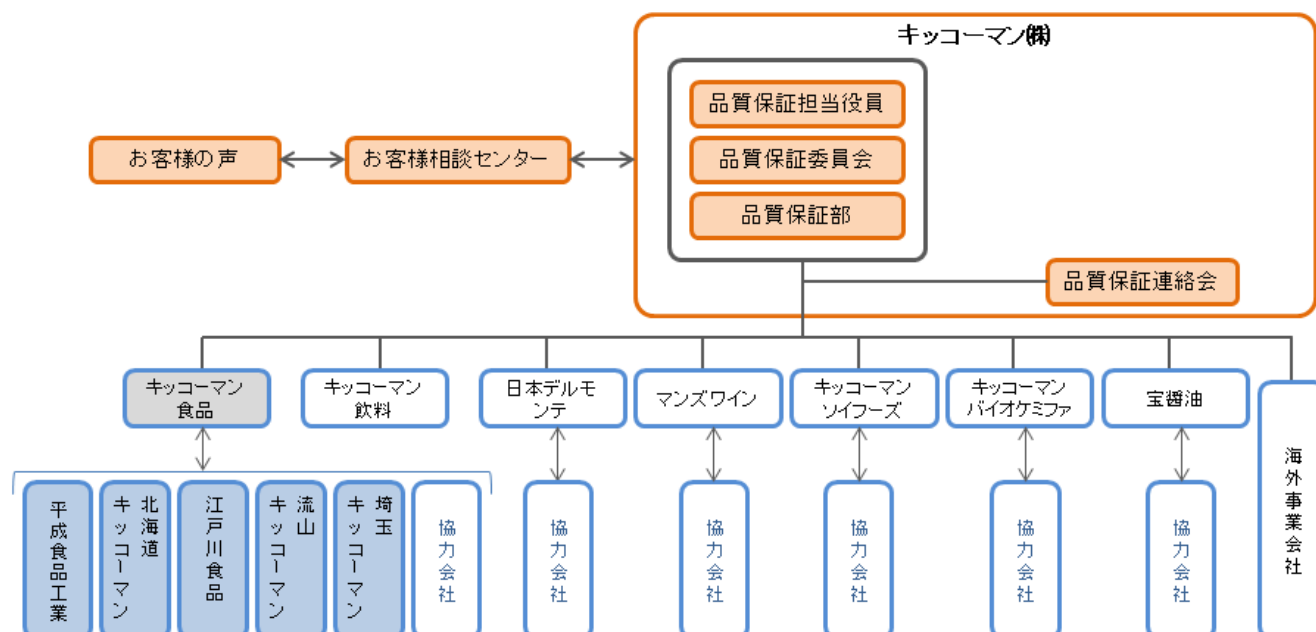 キッコーマン㈱
品質保証担当役員
お客様の声
お客様相談センター
品質保証委員会
品質保証部
品質保証連絡会
キッコーマン
食品
キッコーマン
飲料
日本デルモ
ンテ
マンズワイン
キッコーマン
ソイフーズ
キッコーマン
バイオケミファ
宝醤油
海外事業会社
平成食品工業
北海道
キッコーマン
江戸川食品
流山
キッコーマン
埼玉
キッコーマン
協力会社
協力会社
協力会社
協力会社
協力会社
協力会社